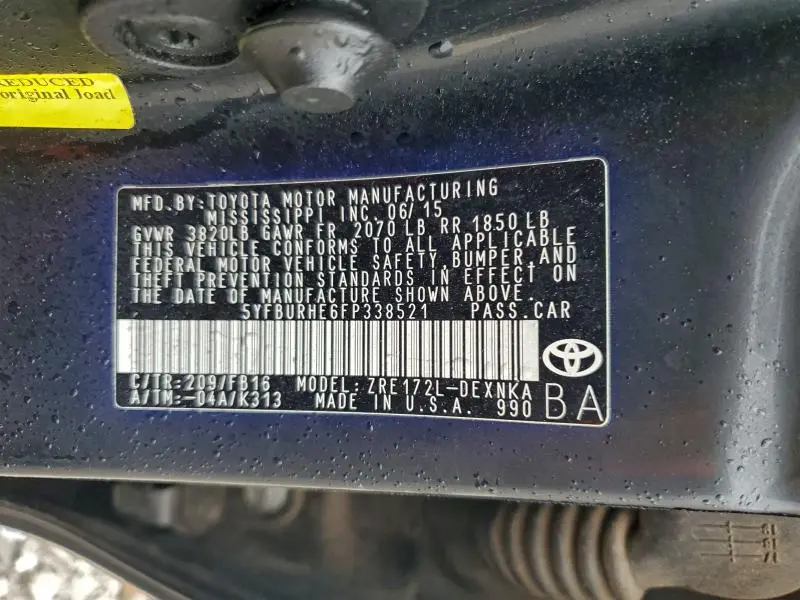 REDUCED
original load
MFD. BY: TOYOTA MOTOR MANUFACTURING
MISSISSIPPI INC. 06/15
GVWR 3820LB GAWR FR 2070 LB RR 1850 LB
THIS VEHICLE CONFORMS TO ALL APPLICABLE
FEDERAL MOTOR VEHICLE SAFETY, BUMPER, AND
THEFT PREVENTION STANDARDS IN EFFECT ON
THE DATE OF MANUFACTURE SHOWN ABOVE.
5YFBURHE6FP338521 PASS. CAR
C/TR: 209/FB16 MODEL: ZRE172L-DEXNKA
A/TM: -04A/K313 MADE IN U.S.A. 990 BA